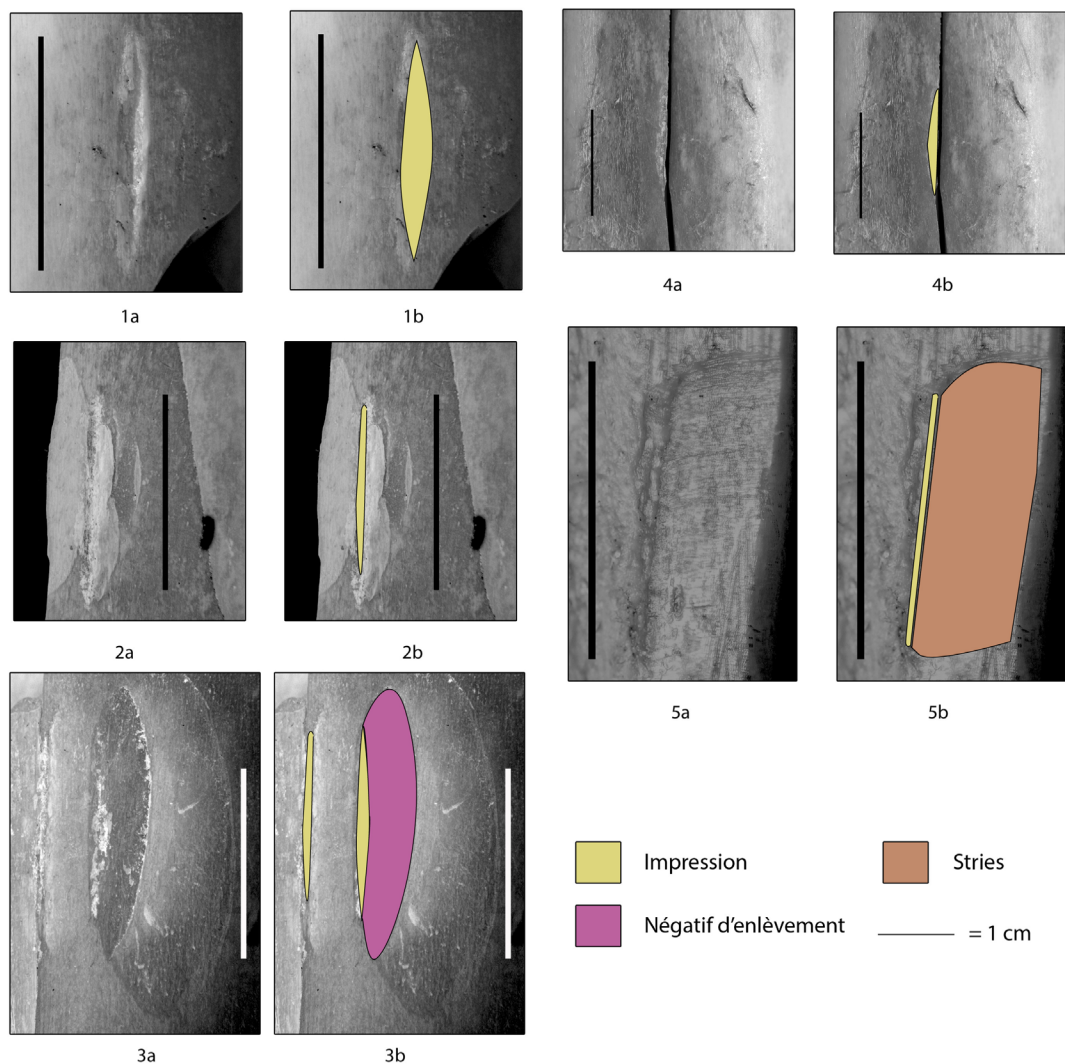 1a
1b
4a
4b
2a
2b
5a
5b
3a
3b
Impression
Stries
Négatif d'enlèvement
= 1 cm